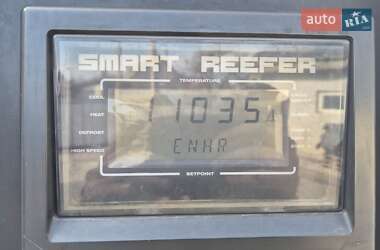 auto RIA
SMART REEFER
TEMPERATURE
COOL
HEAT
DEFROST
HIGH SPEED
11035
ENHR
SETPOINT